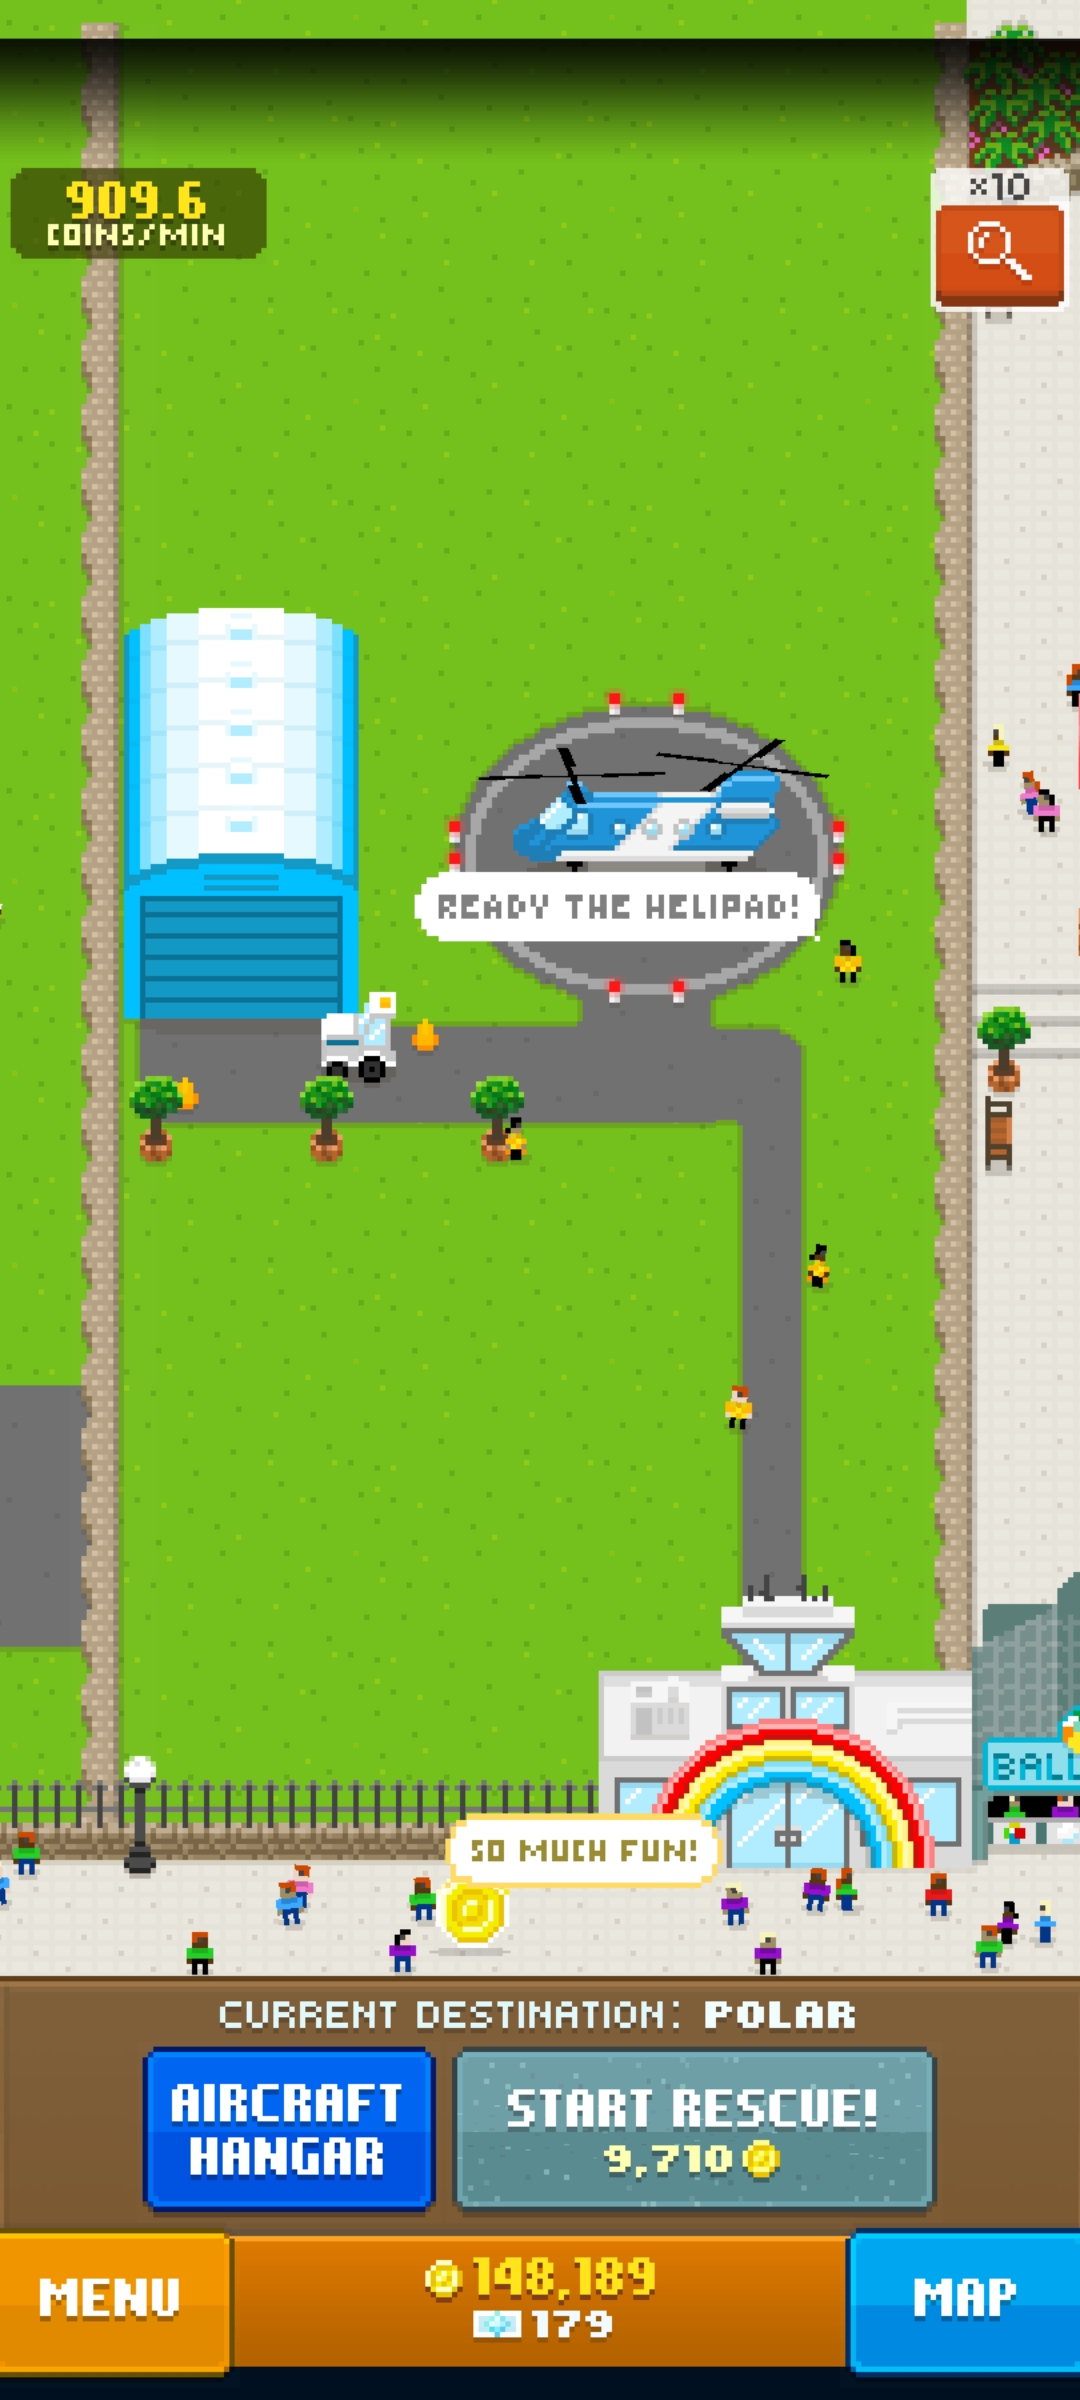 909.6
COINS/MIN
x10
READY THE HELIPAD!
BALL
SO MUCH FUN!
CURRENT DESTINATION: POLAR
AIRCRAFT
HANGAR
START RESCUE!
9,710
MENU
148,189
179
MAP